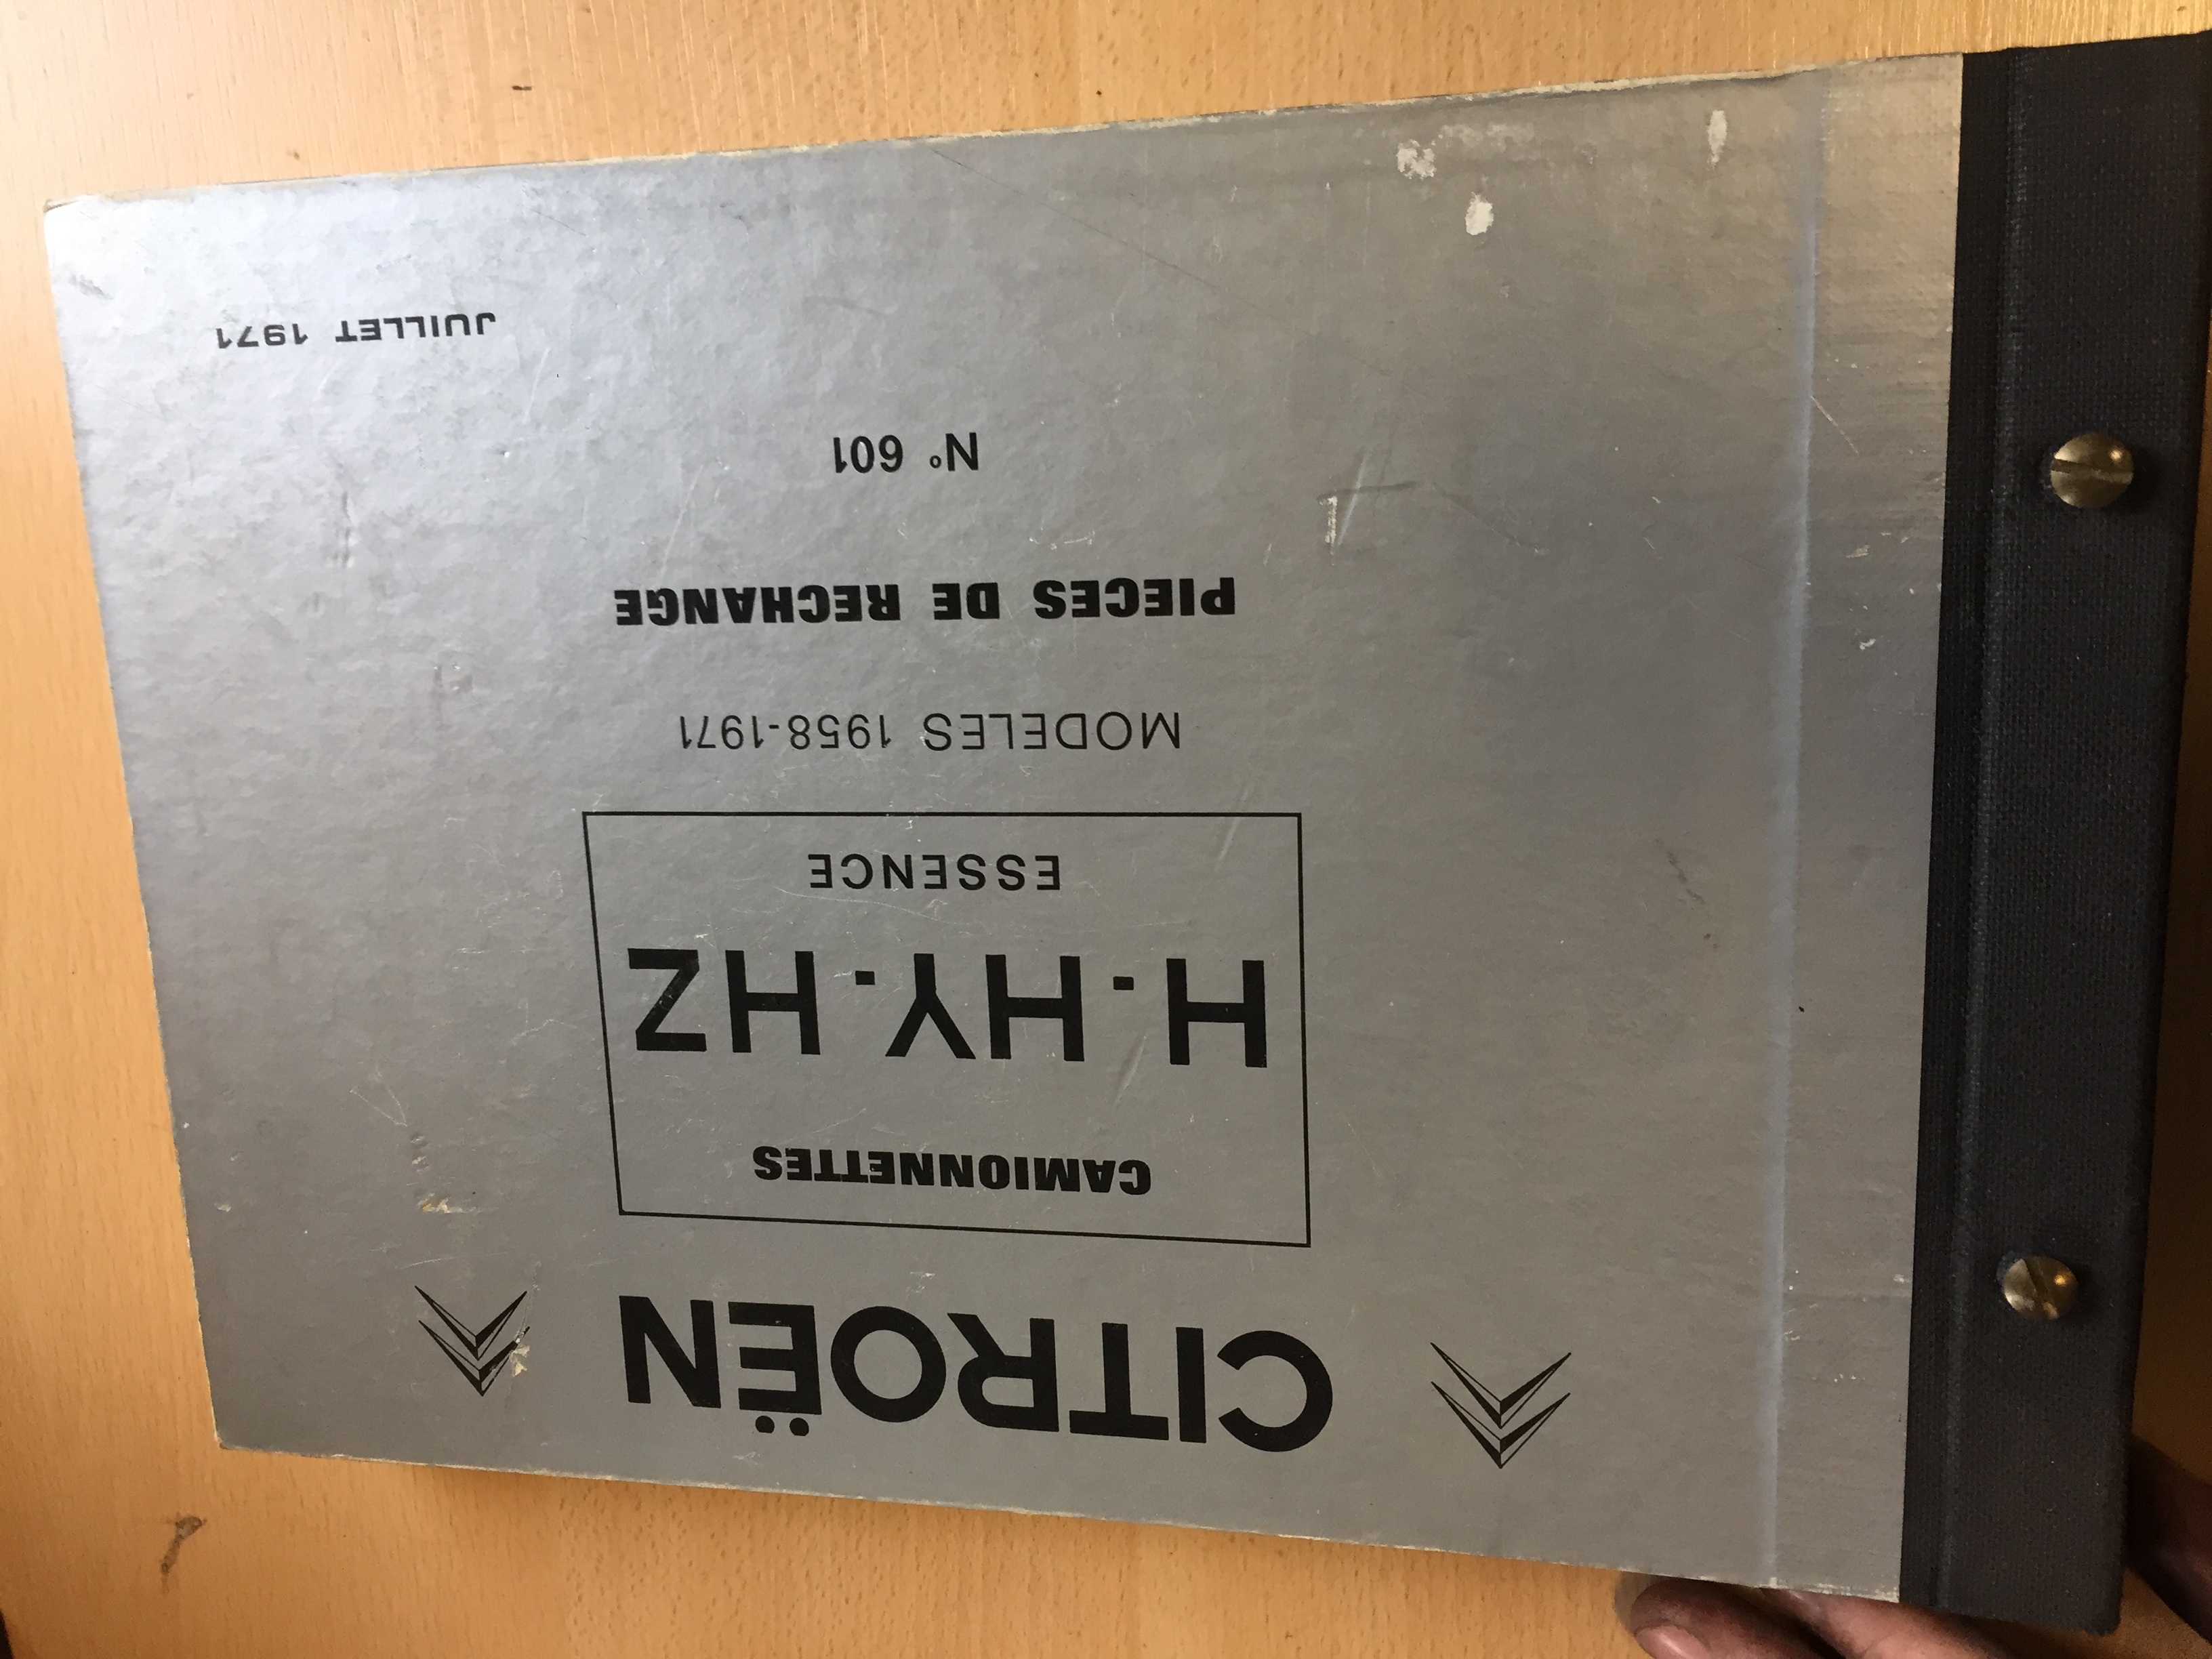 CITROËN
CAMIONNETTES
H. HY. HZ
ESSENCE
MODELES 1958-1971
PIECES DE RECHANGE
N° 601
JUILLET 1971